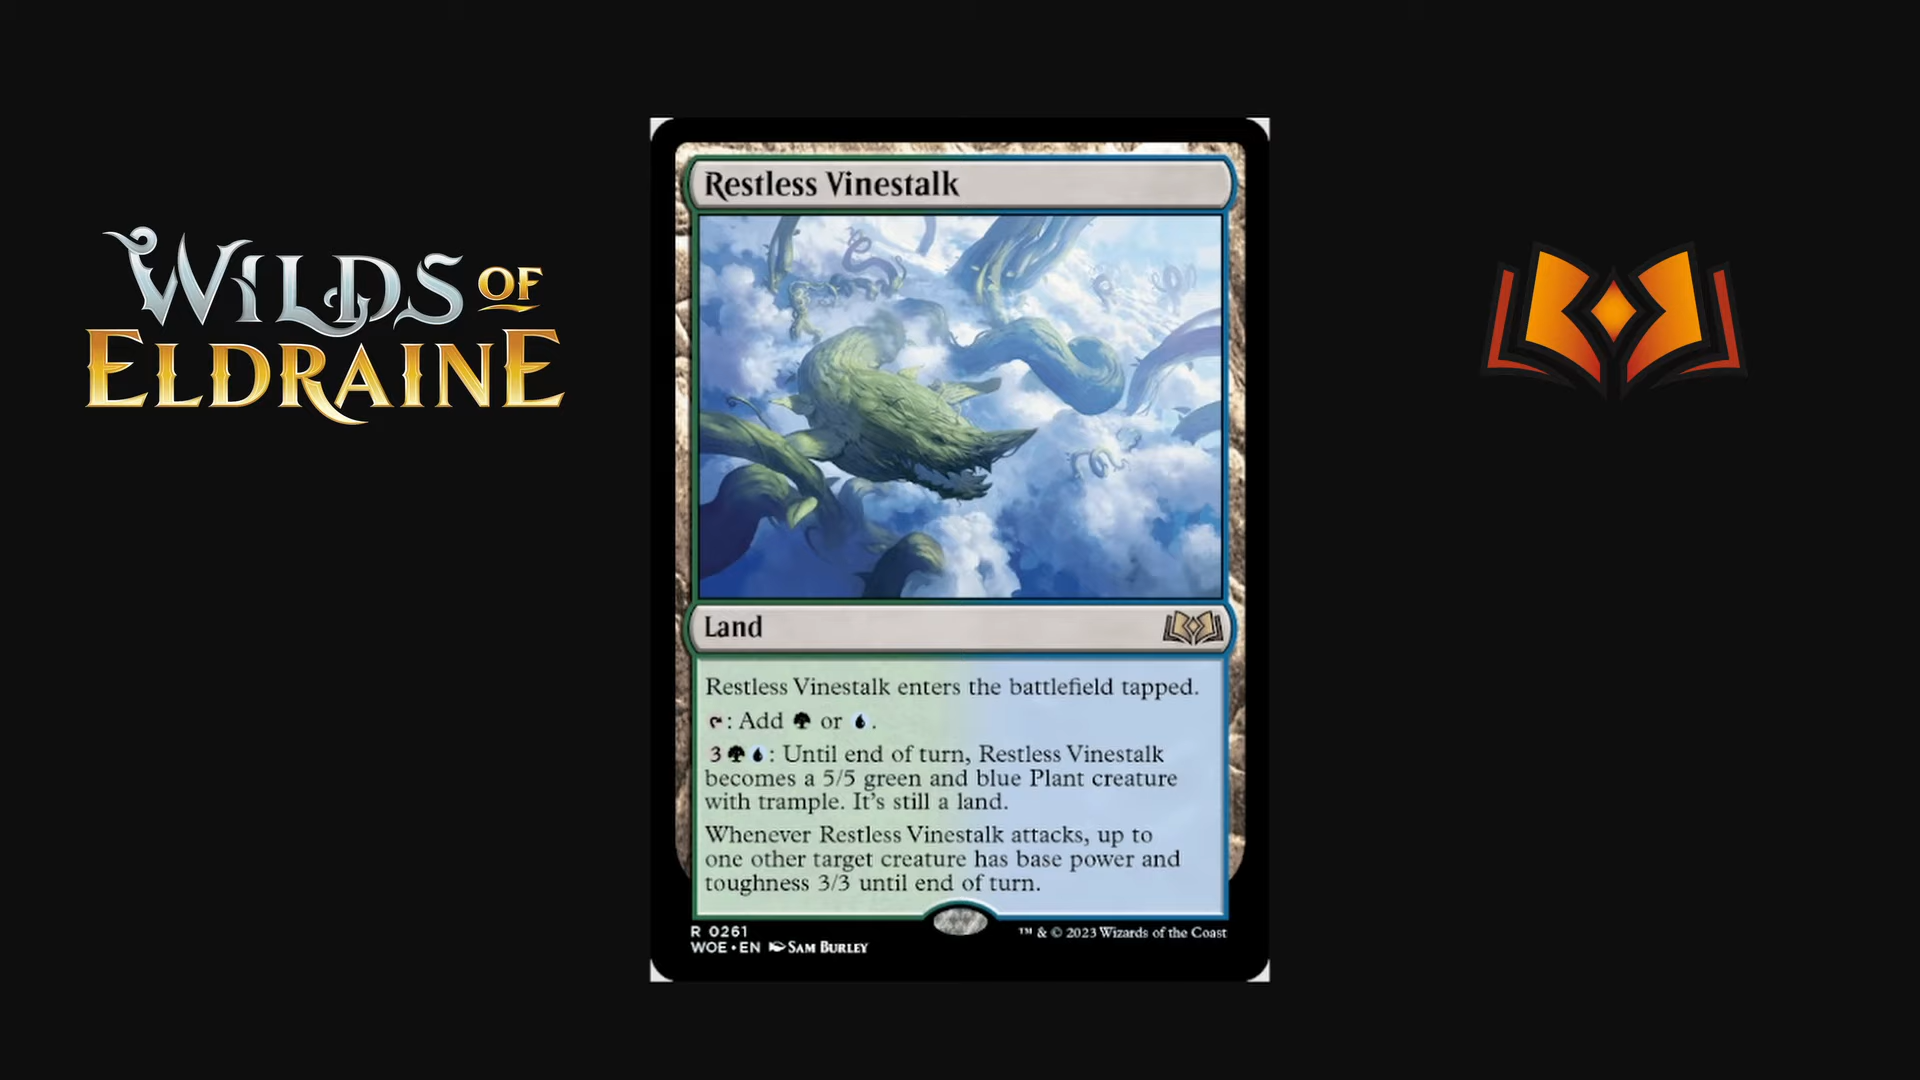 WILDS OF
ELDRAINE
Restless Vinestalk
Land
Restless Vinestalk enters the battlefield tapped.
: Add or .
3 : Until end of turn, Restless Vinestalk
becomes a 5/5 green and blue Plant creature
with trample. It's still a land.
Whenever Restless Vinestalk attacks, up to
one other target creature has base power and
toughness 3/3 until end of turn.
R 0261
WOE•EN SAM BURLEY
™ & © 2023 Wizards of the Coast